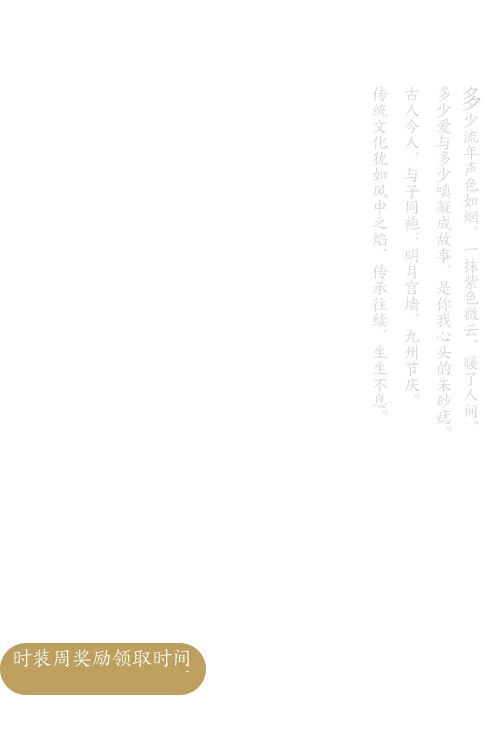 多少流年声色如烟，一抹紫色微云，暖了人间。
多少爱与多少嗔凝成故事，是你我心头的朱砂痣。
古人今人，与子同袍；明月宫墙，九州节庆。
传统文化犹如风中之焰，传承往续，生生不息。
时装周奖励领取时间
-